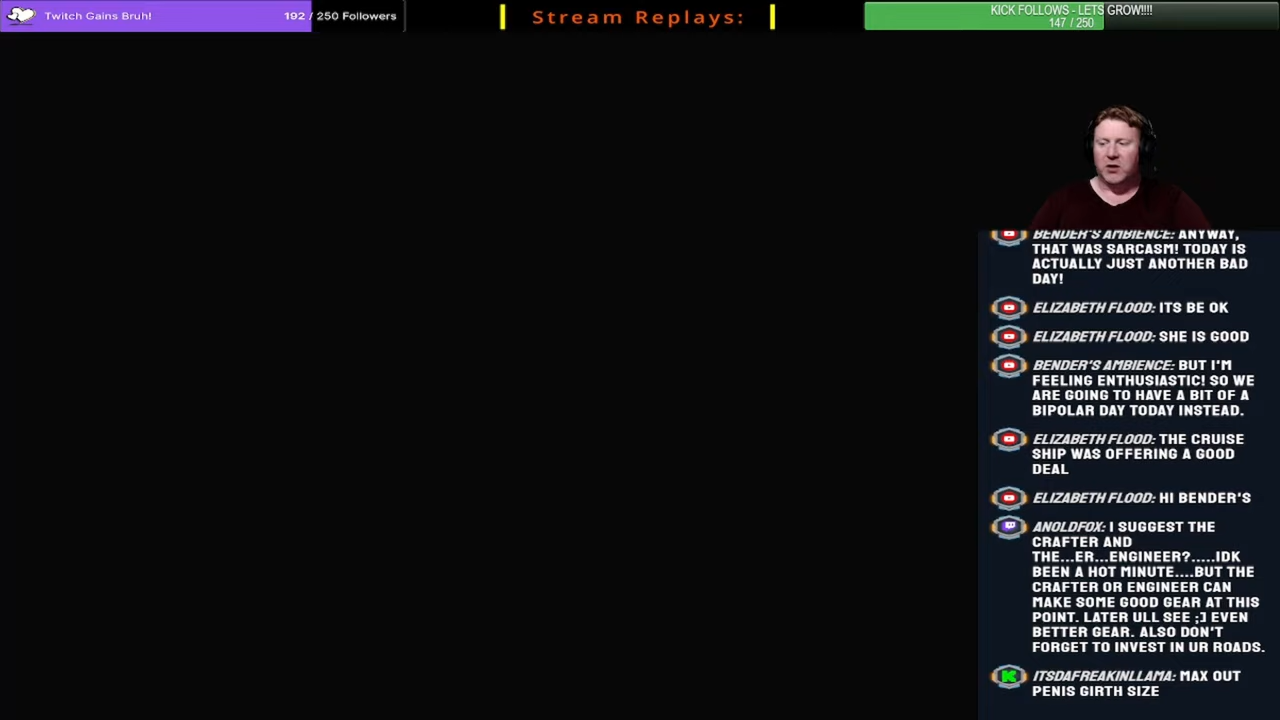 Twitch Gains Bruh!
192 / 250 Followers
Stream Replays:
KICK FOLLOWS - LETS GROW!!!!
147 / 250
BENDER'S AMBIENCE: ANYWAY,
THAT WAS SARCASM! TODAY IS
ACTUALLY JUST ANOTHER BAD
DAY!
ELIZABETH FLOOD: ITS BE OK
ELIZABETH FLOOD: SHE IS GOOD
BENDER'S AMBIENCE: BUT I'M
FEELING ENTHUSIASTIC! SO WE
ARE GOING TO HAVE A BIT OF A
BIPOLAR DAY TODAY INSTEAD.
ELIZABETH FLOOD: THE CRUISE
SHIP WAS OFFERING A GOOD
DEAL
ELIZABETH FLOOD: HI BENDER'S
ANOLDFOX: I SUGGEST THE
CRAFTER AND
THE...ER...ENGINEER?.....IDK
BEEN A HOT MINUTE....BUT THE
CRAFTER OR ENGINEER CAN
MAKE SOME GOOD GEAR AT THIS
POINT. LATER ULL SEE ;] EVEN
BETTER GEAR. ALSO DON'T
FORGET TO INVEST IN UR ROADS.
ITSDAFREAKINLLAMA: MAX OUT
PENIS GIRTH SIZE